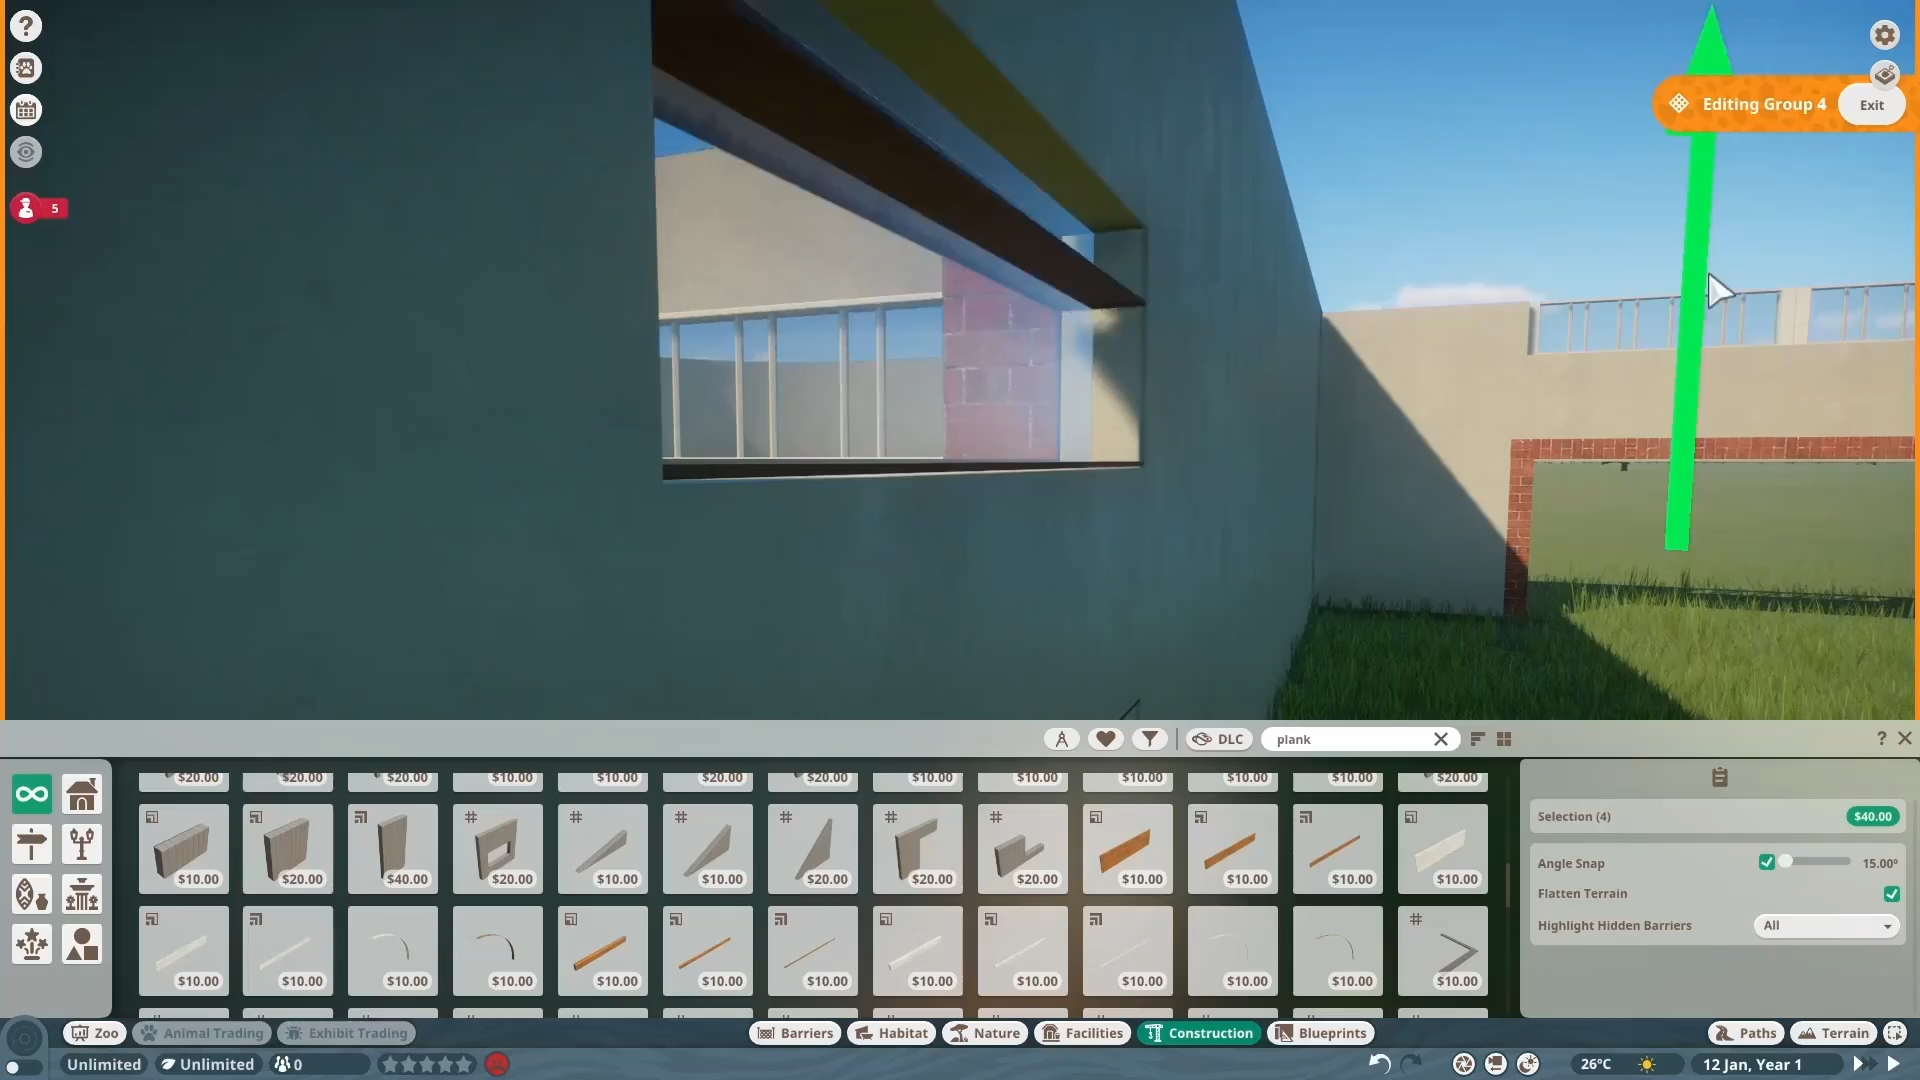 ?
Editing Group 4
Exit
5
DLC
plank
?
$20.00 $20.00 $20.00 $10.00 $10.00 $20.00 $20.00 $10.00 $10.00 $10.00 $10.00 $10.00 $20.00
$10.00 $20.00 $40.00 $20.00 $10.00 $10.00 $20.00 $20.00 $20.00 $10.00 $10.00 $10.00 $10.00
$10.00 $10.00 $10.00 $10.00 $10.00 $10.00 $10.00 $10.00 $10.00 $10.00 $10.00 $10.00 $10.00
Selection (4) $40.00
Angle Snap 15.00°
Flatten Terrain
Highlight Hidden Barriers All
Zoo Animal Trading Exhibit Trading Barriers Habitat Nature Facilities Construction Blueprints Paths Terrain
Unlimited Unlimited 0 26°C 12 Jan, Year 1